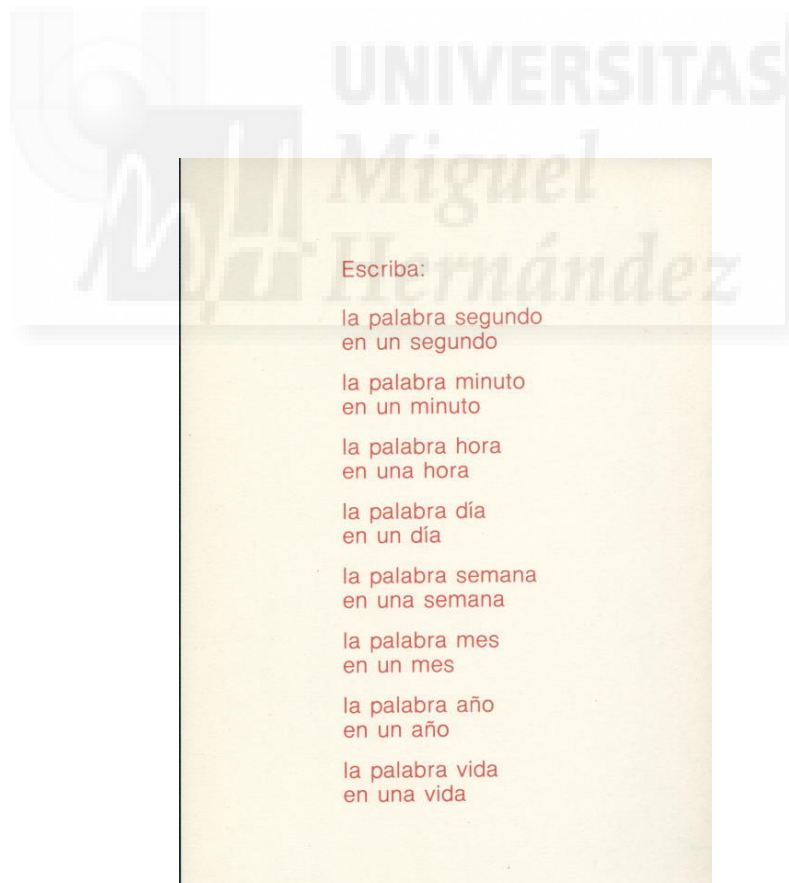 UNIVERSITAS
Miguel
Hernández
Escriba:
la palabra segundo
en un segundo
la palabra minuto
en un minuto
la palabra hora
en una hora
la palabra día
en un día
la palabra semana
en una semana
la palabra mes
en un mes
la palabra año
en un año
la palabra vida
en una vida